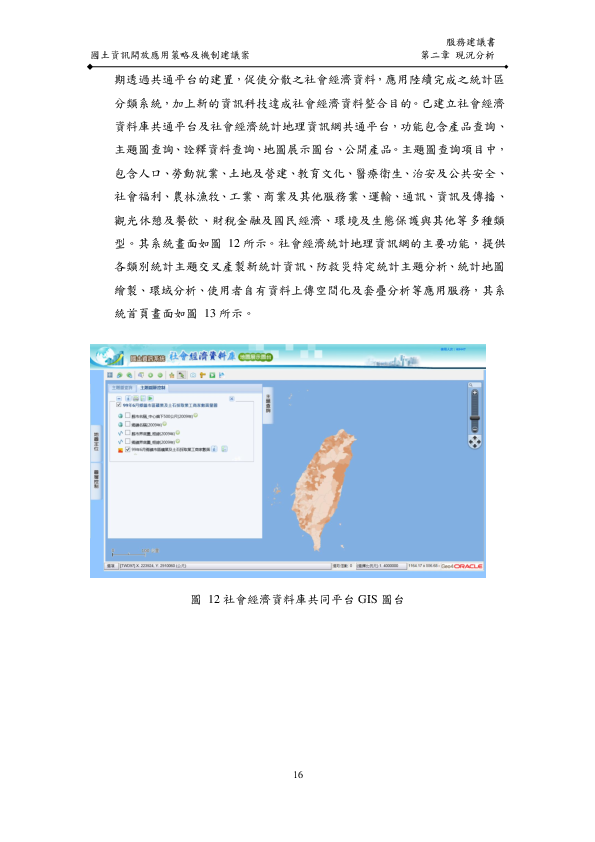 服務建議書
國土資訊開放應用策略及機制建議案 第二章 現況分析
期透過共通平台的建置，促使分散之社會經濟資料，應用陸續完成之統計區
分類系統，加上新的資訊科技達成社會經濟資料整合目的。已建立社會經濟
資料庫共通平台及社會經濟統計地理資訊網共通平台，功能包含產品查詢、
主題圖查詢、詮釋資料查詢、地圖展示圖台、公開產品。主題圖查詢項目中，
包含人口、勞動就業、土地及營建、教育文化、醫療衛生、治安及公共安全、
社會福利、農林漁牧、工業、商業及其他服務業、運輸、通訊、資訊及傳播、
觀光休憩及餐飲、財稅金融及國民經濟、環境及生態保護與其他等多種類
型。其系統畫面如圖 12 所示。社會經濟統計地理資訊網的主要功能，提供
各類別統計主題交叉產製新統計資訊、防救災特定統計主題分析、統計地圖
繪製、環域分析、使用者自有資料上傳空間化及套疊分析等應用服務，其系
統首頁畫面如圖 13 所示。
國土資訊系統 社會經濟資料庫 地圖展示圖台
ORACLE
圖 12 社會經濟資料庫共同平台 GIS 圖台
16